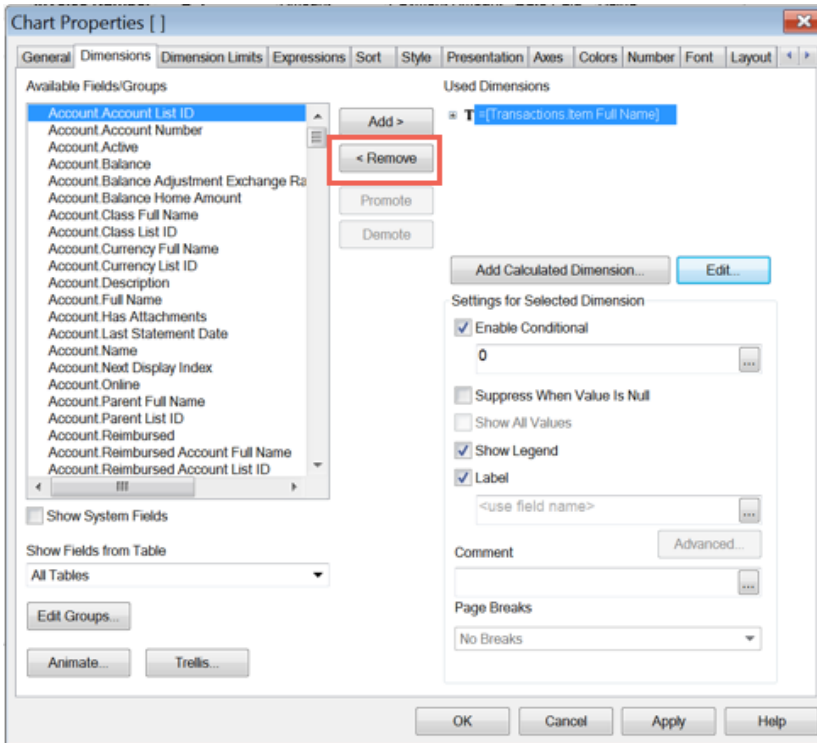 Chart Properties [ ]
General Dimensions Dimension Limits Expressions Sort Style Presentation Axes Colors Number Font Layout
Available Fields/Groups
Account.Account List ID
Account.Account Number
Account.Active
Account.Balance
Account.Balance Adjustment Exchange Ra
Account.Balance Home Amount
Account.Class Full Name
Account.Class List ID
Account.Currency Full Name
Account.Currency List ID
Account.Description
Account.Full Name
Account.Has Attachments
Account.Last Statement Date
Account.Name
Account.Next Display Index
Account.Online
Account.Parent Full Name
Account.Parent List ID
Account.Reimbursed
Account.Reimbursed Account Full Name
Account.Reimbursed Account List ID
Show System Fields
Show Fields from Table
All Tables
Edit Groups...
Animate... Trellis...
Add >
< Remove
Promote
Demote
Used Dimensions
T =[Transactions.Item Full Name]
Add Calculated Dimension... Edit...
Settings for Selected Dimension
Enable Conditional
0
...
Suppress When Value Is Null
Show All Values
Show Legend
Label
<use field name>
...
Advanced...
Comment
...
Page Breaks
No Breaks
OK Cancel Apply Help